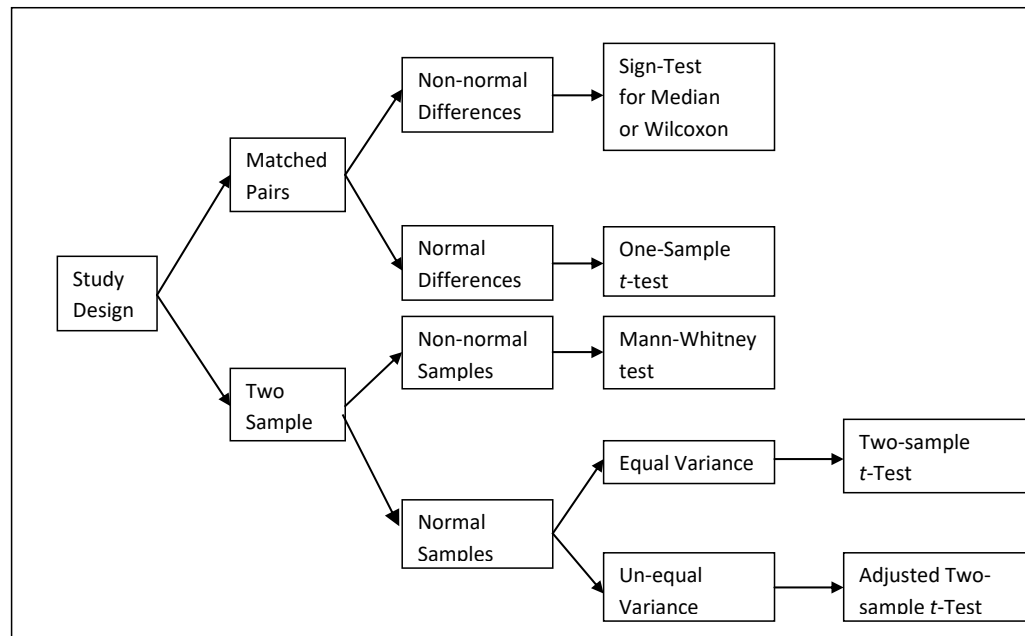 Study
Design
Matched
Pairs
Non-normal
Differences
Sign-Test
for Median
or Wilcoxon
Normal
Differences
One-Sample
t-test
Two
Sample
Non-normal
Samples
Mann-Whitney
test
Normal
Samples
Equal Variance
Two-sample
t-Test
Un-equal
Variance
Adjusted Two-
sample t-Test